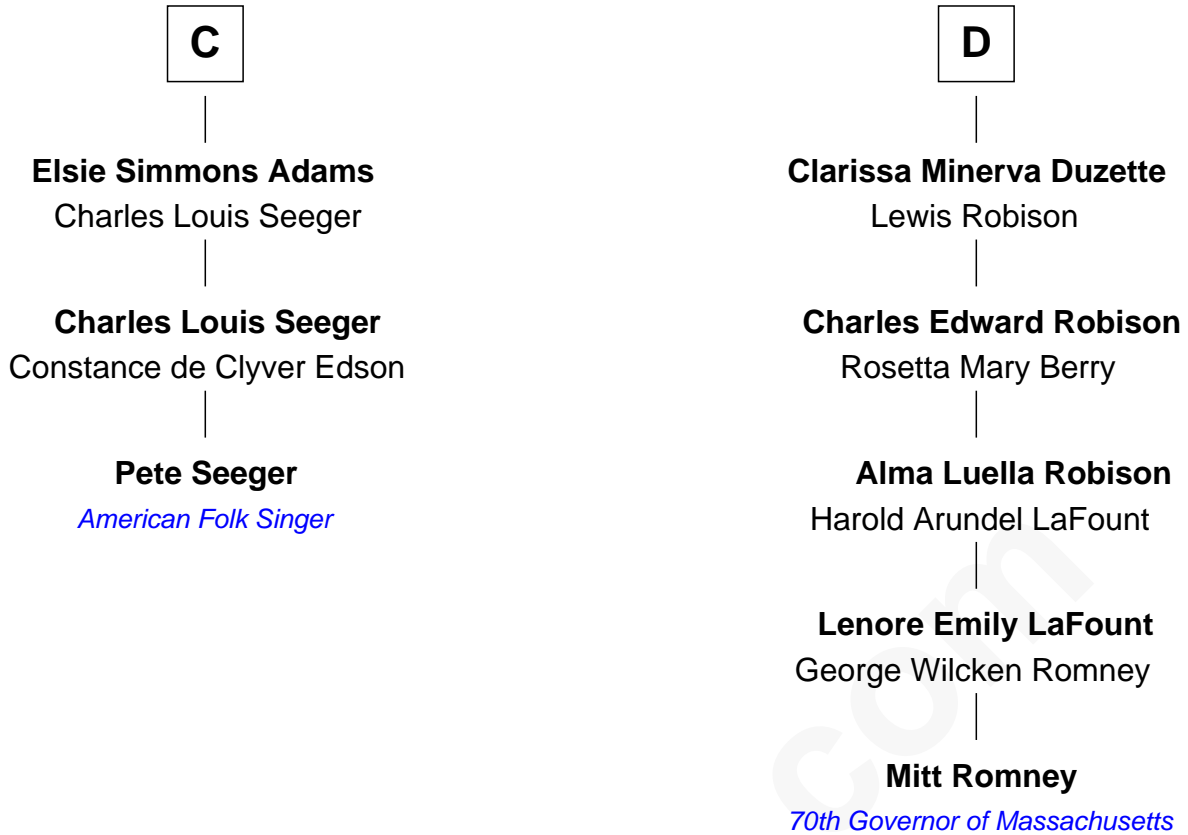 C
Elsie Simmons Adams
Charles Louis Seeger
Charles Louis Seeger
Constance de Clyver Edson
Pete Seeger
American Folk Singer
D
Clarissa Minerva Duzette
Lewis Robison
Charles Edward Robison
Rosetta Mary Berry
Alma Luella Robison
Harold Arundel LaFount
Lenore Emily LaFount
George Wilcken Romney
Mitt Romney
70th Governor of Massachusetts
com